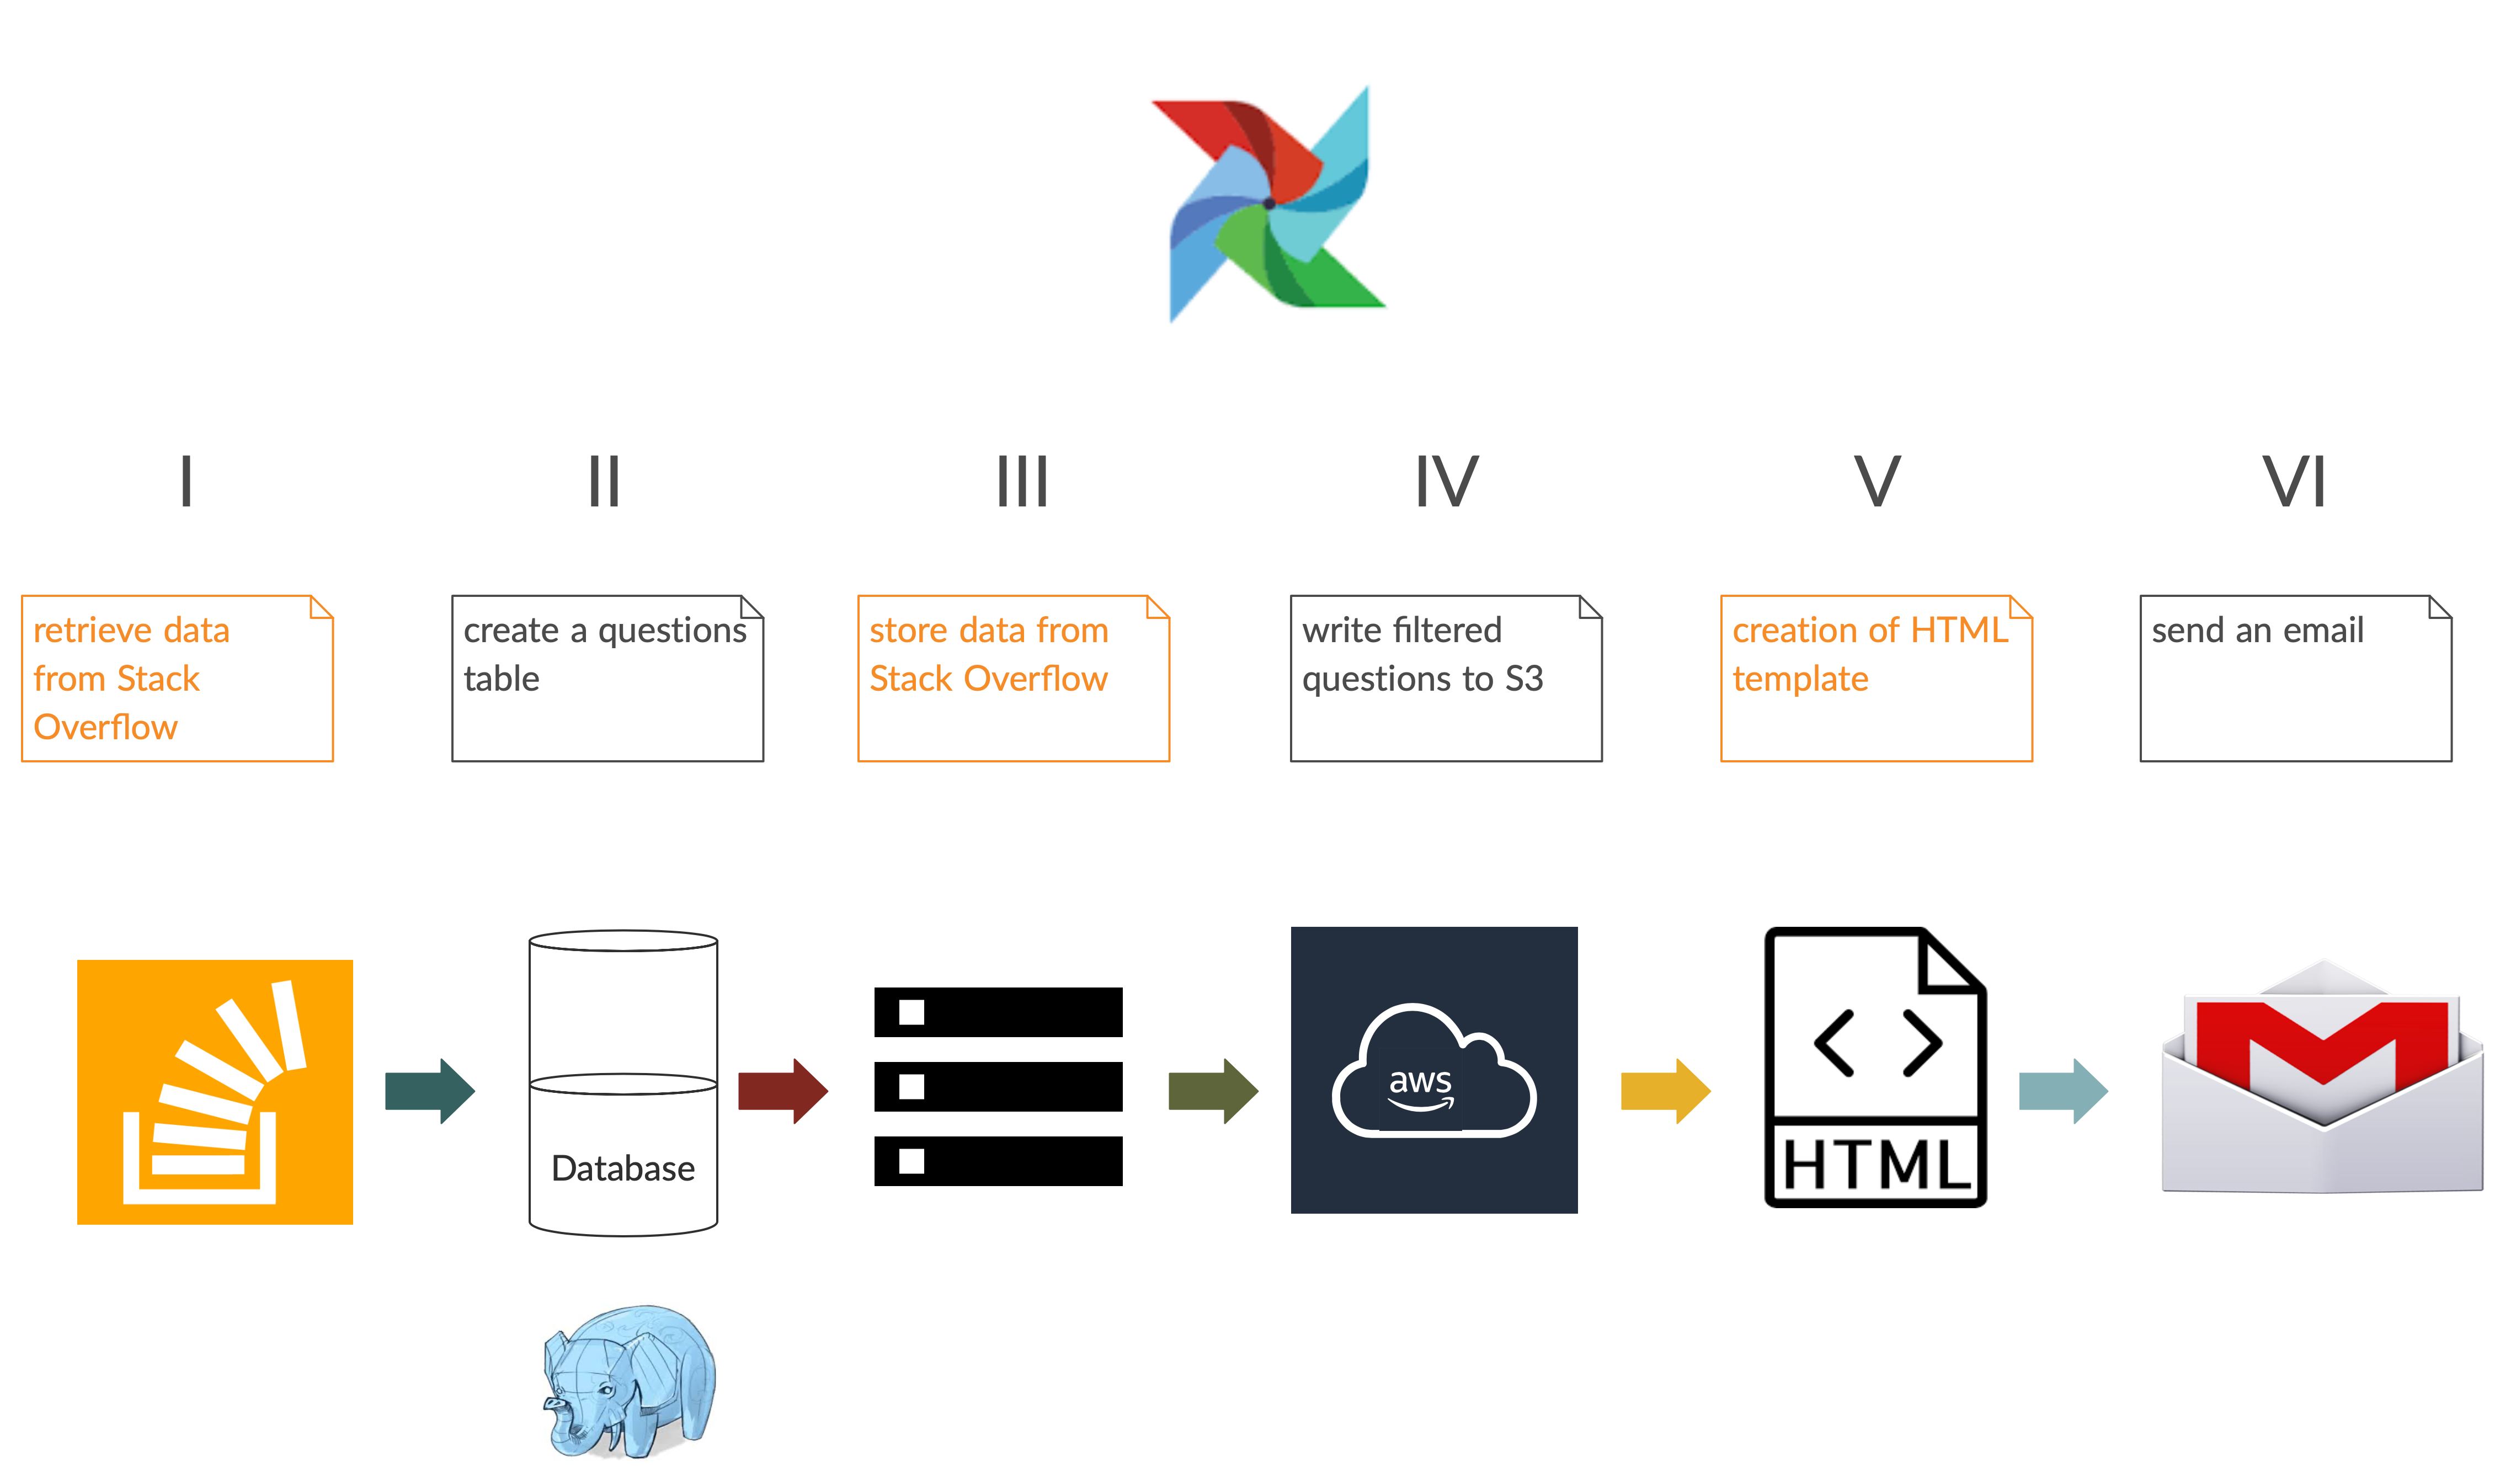 I
II
III
IV
V
VI
retrieve data
from Stack
Overflow
create a questions
table
store data from
Stack Overflow
write filtered
questions to S3
creation of HTML
template
send an email
Database
aws
HTML